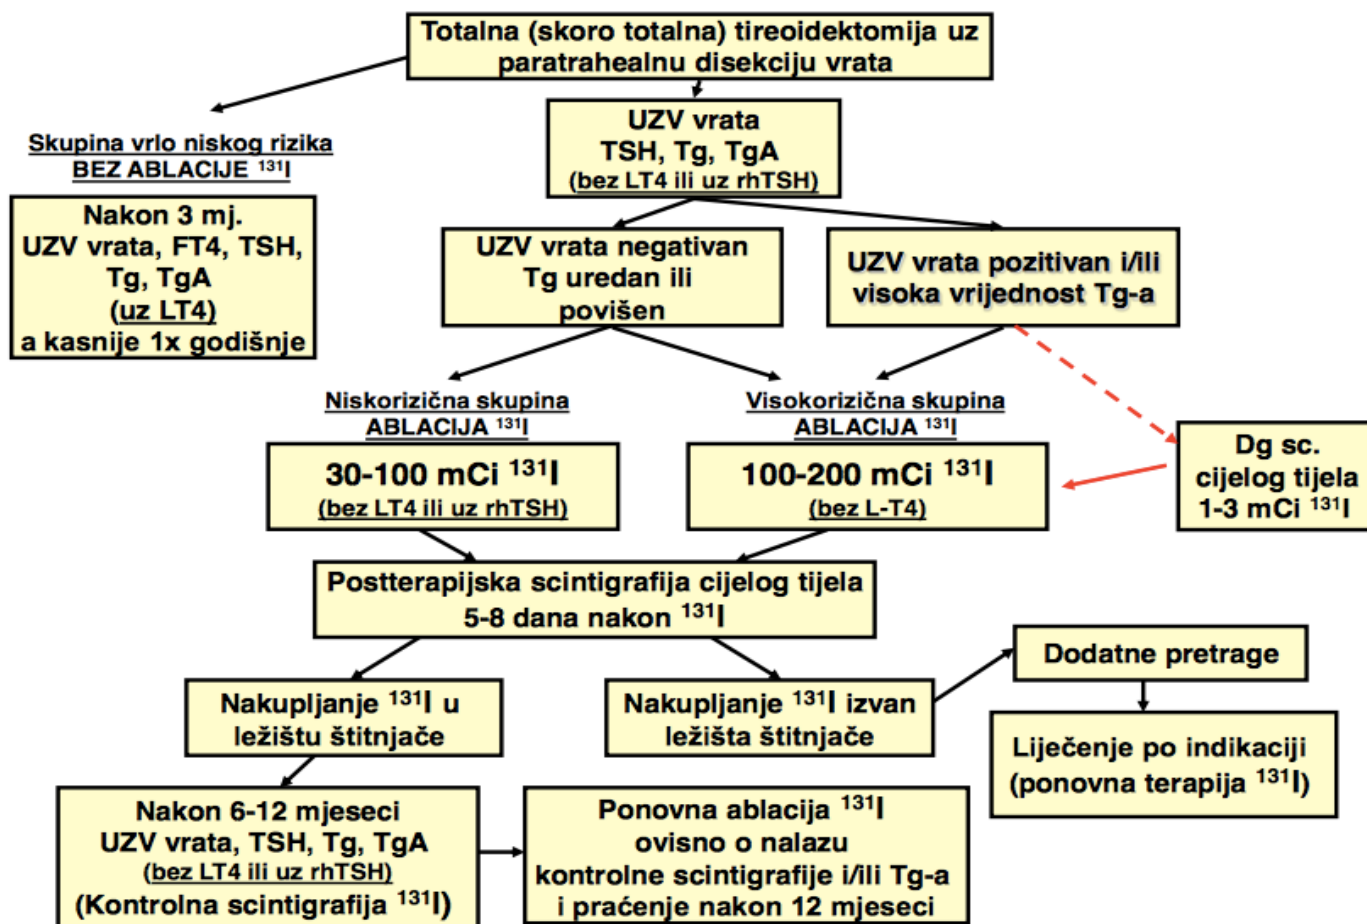 Totalna (skoro totalna) tireoidektomija uz
paratrahealnu disekciju vrata
Skupina vrlo niskog rizika
BEZ ABLACIJE ¹³¹I
Nakon 3 mj.
UZV vrata, FT4, TSH,
Tg, TgA
(uz LT4)
a kasnije 1x godišnje
UZV vrata
TSH, Tg, TgA
(bez LT4 ili uz rhTSH)
UZV vrata negativan
Tg uredan ili
povišen
UZV vrata pozitivan i/ili
visoka vrijednost Tg-a
Niskorizična skupina
ABLACIJA ¹³¹I
30-100 mCi ¹³¹I
(bez LT4 ili uz rhTSH)
Visokorizična skupina
ABLACIJA ¹³¹I
100-200 mCi ¹³¹I
(bez L-T4)
Dg sc.
cijelog tijela
1-3 mCi ¹³¹I
Postterapijska scintigrafija cijelog tijela
5-8 dana nakon ¹³¹I
Nakupljanje ¹³¹I u
ležištu štitnjače
Nakupljanje ¹³¹I izvan
ležišta štitnjače
Dodatne pretrage
Liječenje po indikaciji
(ponovna terapija ¹³¹I)
Nakon 6-12 mjeseci
UZV vrata, TSH, Tg, TgA
(bez LT4 ili uz rhTSH)
(Kontrolna scintigrafija ¹³¹I)
Ponovna ablacija ¹³¹I
ovisno o nalazu
kontrolne scintigrafije i/ili Tg-a
i praćenje nakon 12 mjeseci